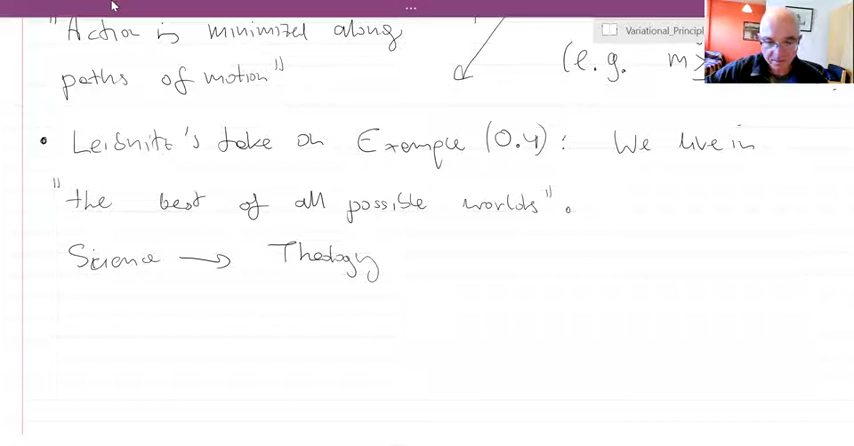 "Action is minimized along
paths of motion"
(e.g. m
Variational_Principl
• Leibnitz's take on Example (0.4): We live in
"the best of all possible worlds".
Science → Theology